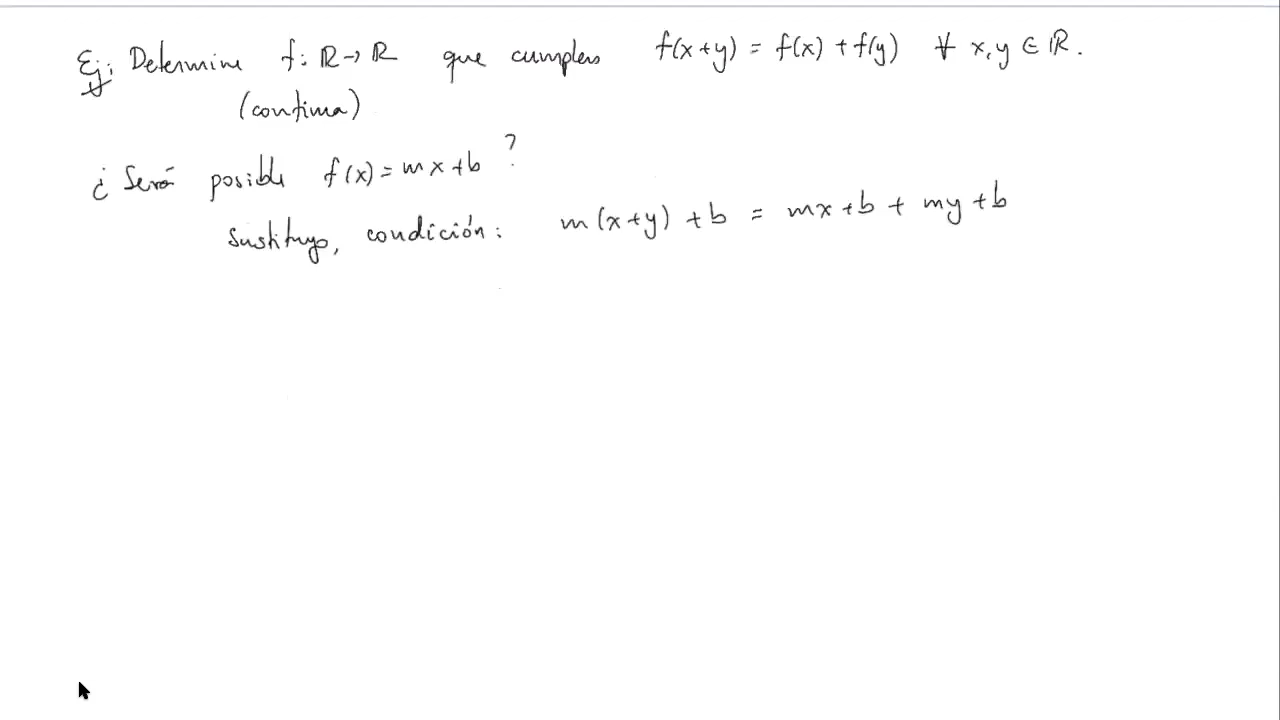 Ej: Determine f: ℝ → ℝ que cumplen f(x+y) = f(x) + f(y) ∀ x, y ∈ ℝ.
(continua)
¿ Será posible f(x) = mx + b ?
Sustituyo, condición: m(x+y) + b = mx + b + my + b